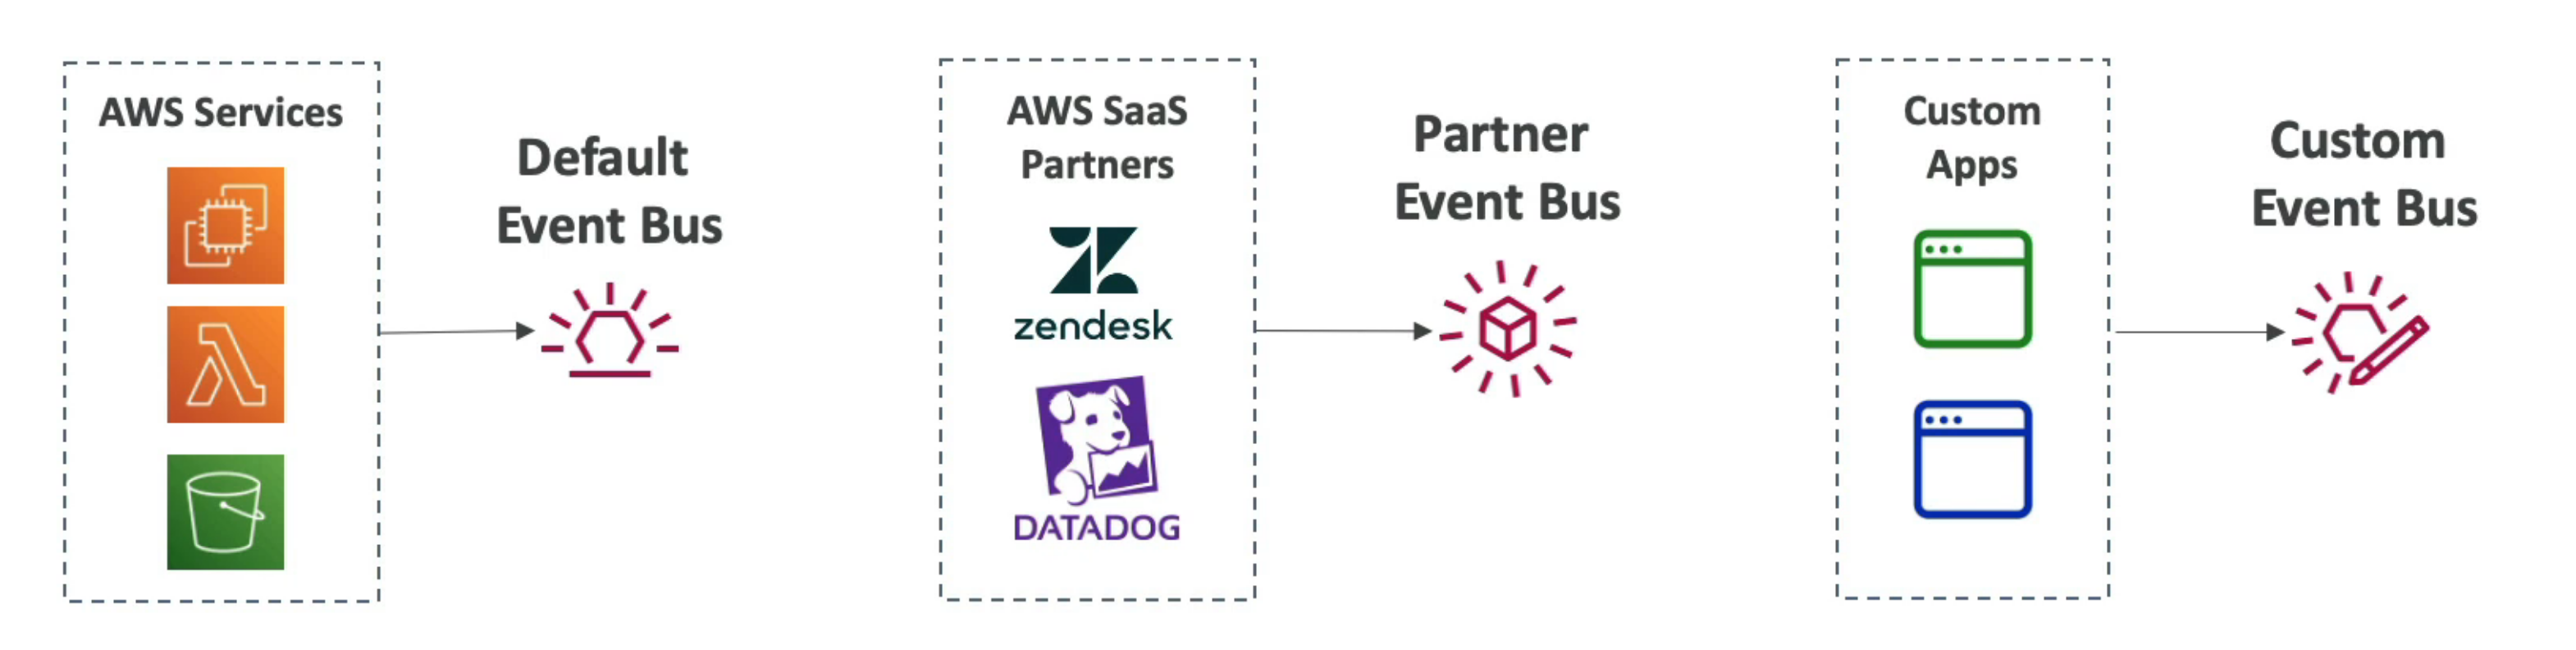 AWS Services
Default
Event Bus
AWS SaaS
Partners
zendesk
DATADOG
Partner
Event Bus
Custom
Apps
Custom
Event Bus